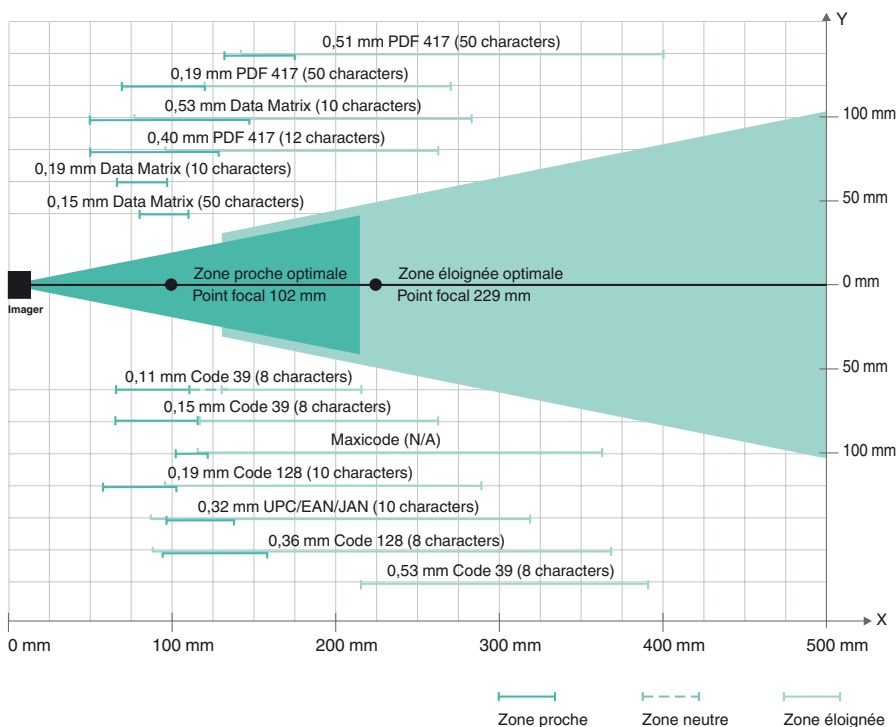 Y
0,51 mm PDF 417 (50 characters)
0,19 mm PDF 417 (50 characters)
0,53 mm Data Matrix (10 characters)
100 mm
0,40 mm PDF 417 (12 characters)
0,19 mm Data Matrix (10 characters)
0,15 mm Data Matrix (50 characters)
50 mm
Zone proche optimale
Point focal 102 mm
Zone éloignée optimale
Point focal 229 mm
0 mm
Imager
50 mm
0,11 mm Code 39 (8 characters)
0,15 mm Code 39 (8 characters)
Maxicode (N/A)
100 mm
0,19 mm Code 128 (10 characters)
0,32 mm UPC/EAN/JAN (10 characters)
0,36 mm Code 128 (8 characters)
0,53 mm Code 39 (8 characters)
X
0 mm
100 mm
200 mm
300 mm
400 mm
500 mm
Zone proche
Zone neutre
Zone éloignée